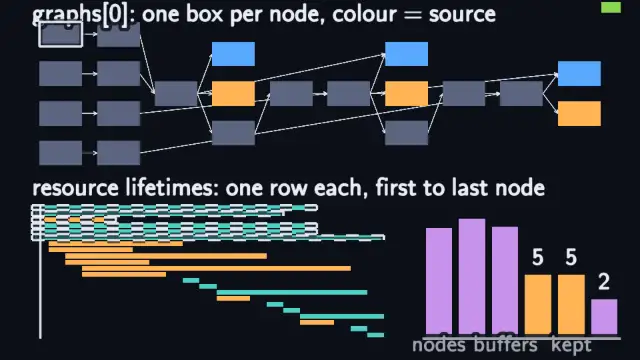 graphs[0]: one box per node, colour = source
resource lifetimes: one row each, first to last node
5 5
2
nodes buffers kept